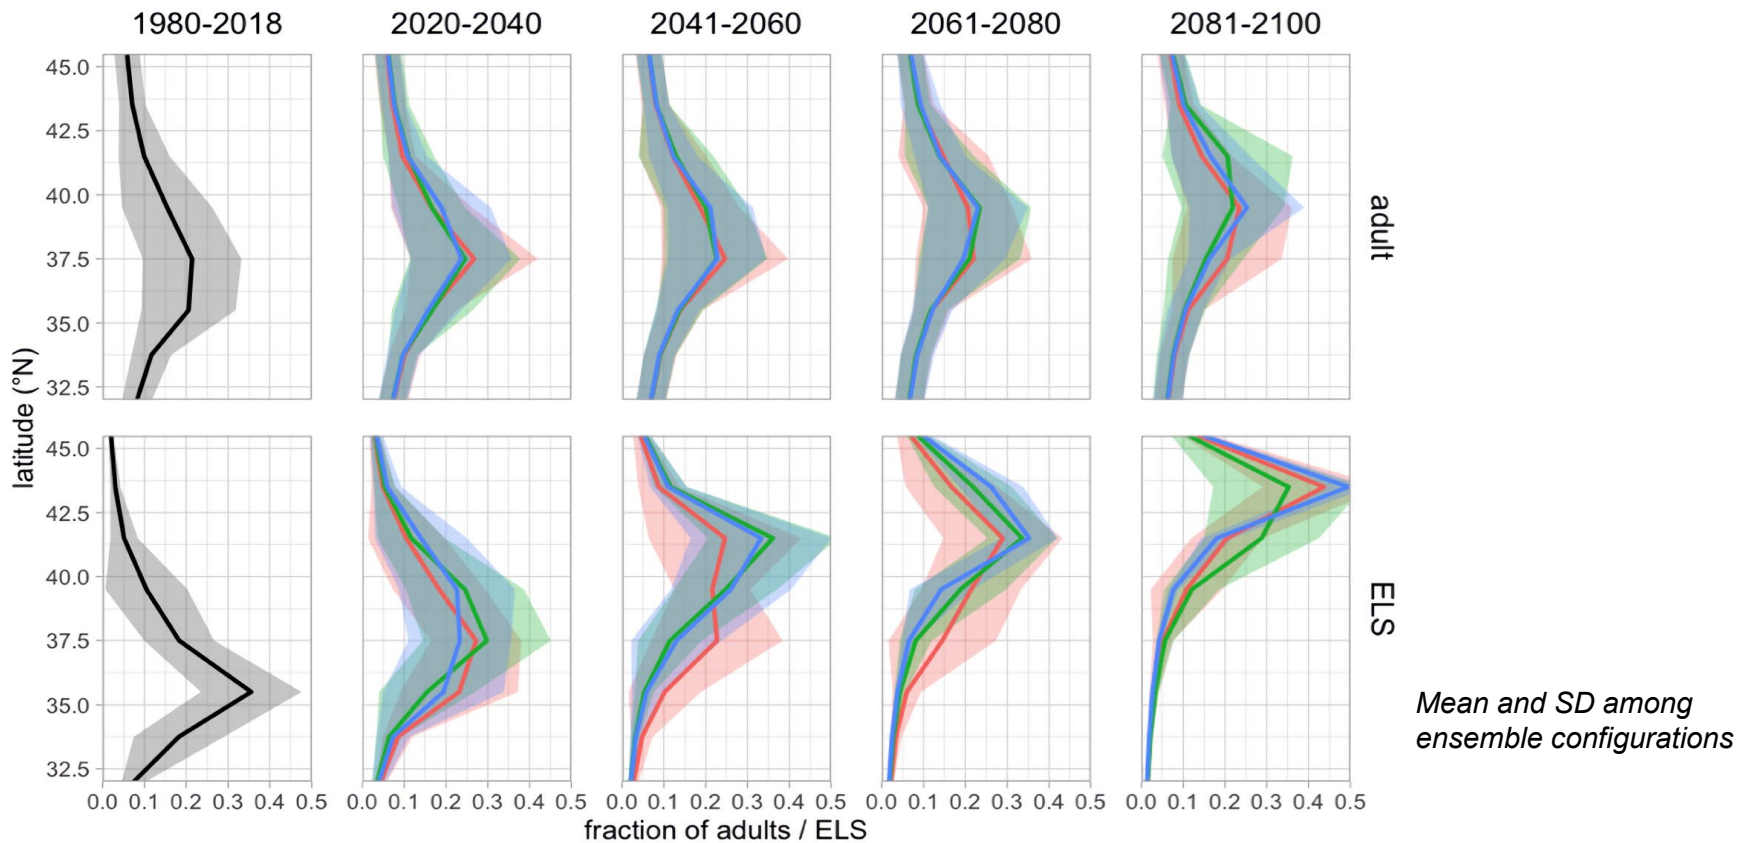 1980-2018 2020-2040 2041-2060 2061-2080 2081-2100
45.0
42.5
40.0
37.5
35.0
32.5
adult
latitude (°N)
45.0
42.5
40.0
37.5
35.0
32.5
ELS
0.0 0.1 0.2 0.3 0.4 0.5 0.0 0.1 0.2 0.3 0.4 0.5 0.0 0.1 0.2 0.3 0.4 0.5 0.0 0.1 0.2 0.3 0.4 0.5 0.0 0.1 0.2 0.3 0.4 0.5
fraction of adults / ELS
Mean and SD among
ensemble configurations